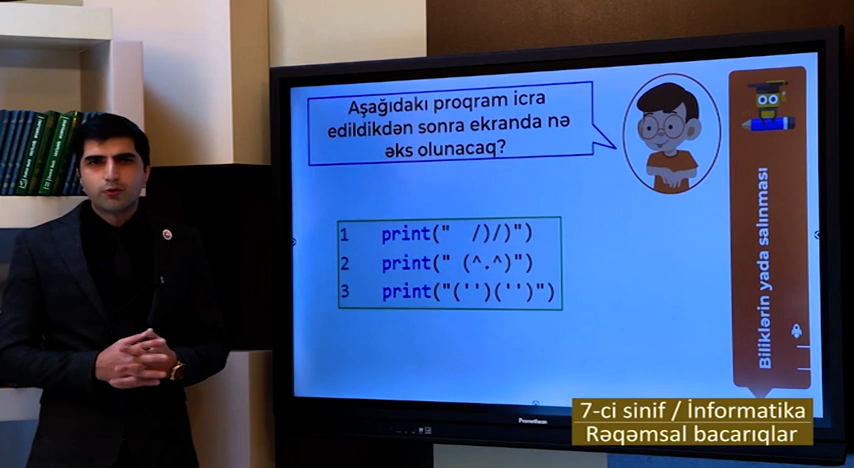 Aşağıdakı proqram icra
edildikdən sonra ekranda nə
əks olunacaq?
1   print("  /)/)")
2   print(" (^.^)")
3   print("('')('')")
Biliklərin yada salınması
Promethean
7-ci sinif / İnformatika
Rəqəmsal bacarıqlar